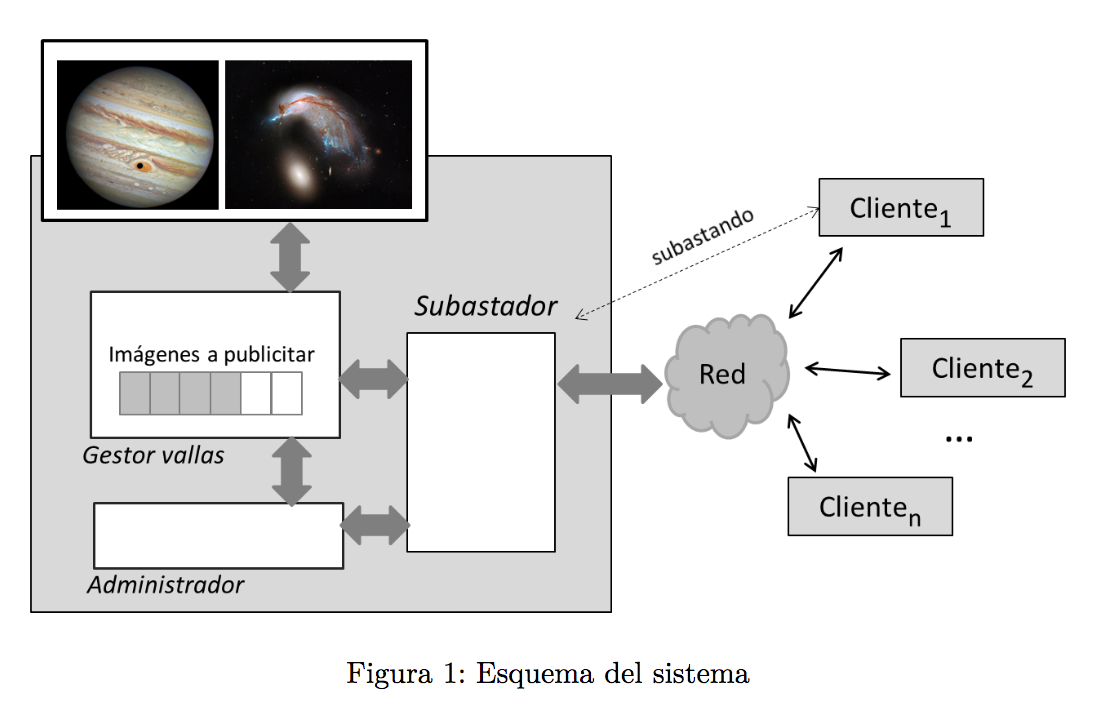 subastando
Cliente1
Subastador
Imágenes a publicitar
Red
Cliente2
...
Gestor vallas
Clienten
Administrador
Figura 1: Esquema del sistema